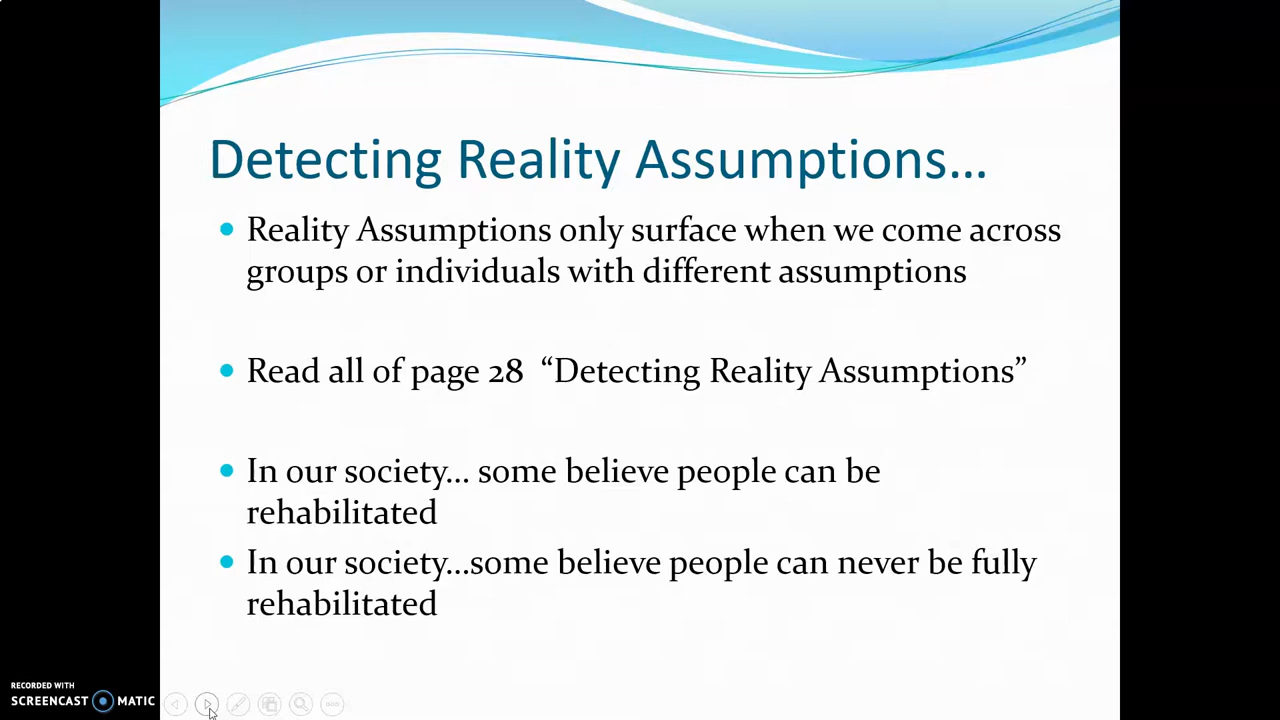 Detecting Reality Assumptions…
• Reality Assumptions only surface when we come across
groups or individuals with different assumptions
• Read all of page 28 “Detecting Reality Assumptions”
• In our society… some believe people can be
rehabilitated
• In our society…some believe people can never be fully
rehabilitated
RECORDED WITH
SCREENCAST MATIC